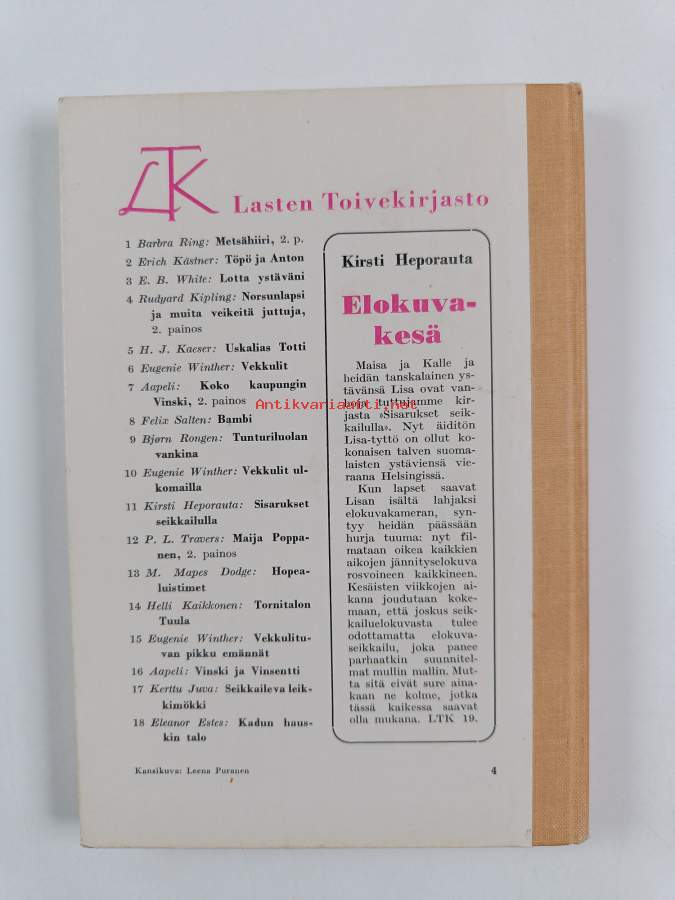 LTK Lasten Toivekirjasto
1 Barbra Ring: Metsähiiri, 2. p.
2 Erich Kästner: Töpö ja Anton
3 E. B. White: Lotta ystäväni
4 Rudyard Kipling: Norsunlapsi
ja muita veikeitä juttuja,
2. painos
5 H. J. Kaeser: Uskalias Totti
6 Eugenie Winther: Vekkulit
7 Aapeli: Koko kaupungin
Vinski, 2. painos
8 Felix Salten: Bambi
9 Bjørn Rongen: Tunturiluolan
vankina
10 Eugenie Winther: Vekkulit ul-
komailla
11 Kirsti Heporauta: Sisarukset
seikkailulla
12 P. L. Travers: Maija Poppa-
nen, 2. painos
13 M. Mapes Dodge: Hopea-
luistimet
14 Helli Kaikkonen: Tornitalon
Tuula
15 Eugenie Winther: Vekkulitu-
van pikku emännät
16 Aapeli: Vinski ja Vinsentti
17 Kerttu Juva: Seikkaileva leik-
kimökki
18 Eleanor Estes: Kadun haus-
kin talo
Kirsti Heporauta
Elokuva-
kesä
Maisa ja Kalle ja
heidän tanskalainen ys-
tävänsä Lisa ovat van-
hoja tuttujamme kir-
jasta »Sisarukset seik-
kailulla». Nyt äiditön
Lisa-tyttö on ollut ko-
konaisen talven suoma-
laisten ystäviensä vie-
raana Helsingissä.
Kun lapset saavat
Lisan isältä lahjaksi
elokuvakameran, syn-
tyy heidän päässään
hurja tuuma: nyt fil-
mataan oikea kaikkien
aikojen jännityselokuva
rosvoineen kaikkineen.
Kesäisten viikkojen ai-
kana joudutaan koke-
maan, että joskus seik-
kailuelokuvasta tulee
odottamatta elokuva-
seikkailu, joka panee
parhaatkin suunnitel-
mat mullin mallin. Mut-
ta sitä eivät sure aina-
kaan ne kolme, jotka
tässä kaikessa saavat
olla mukana. LTK 19.
Antikvariaatti.net
Kansikuva: Leena Puranen 4